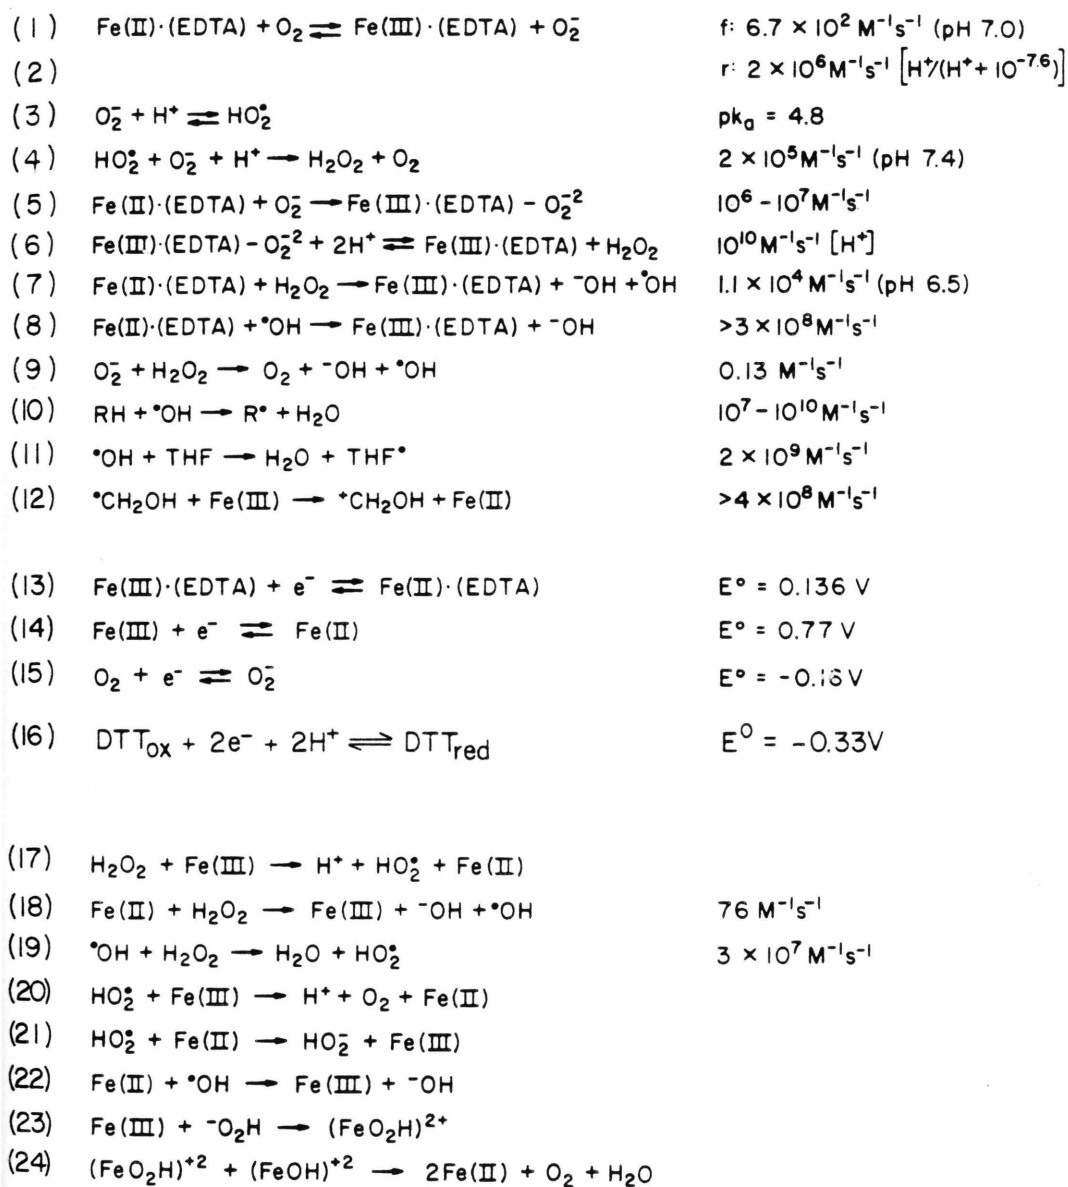 (1) Fe(II)·(EDTA) + O₂ ⇌ Fe(III)·(EDTA) + O₂⁻ f: 6.7 × 10² M⁻¹s⁻¹ (pH 7.0)
(2) r: 2 × 10⁶ M⁻¹s⁻¹ [H⁺/(H⁺ + 10⁻⁷·⁶)]
(3) O₂⁻ + H⁺ ⇌ HO₂• pkₐ = 4.8
(4) HO₂• + O₂⁻ + H⁺ → H₂O₂ + O₂ 2 × 10⁵ M⁻¹s⁻¹ (pH 7.4)
(5) Fe(II)·(EDTA) + O₂⁻ → Fe(III)·(EDTA) – O₂⁻² 10⁶ – 10⁷ M⁻¹s⁻¹
(6) Fe(III)·(EDTA) – O₂⁻² + 2H⁺ ⇌ Fe(III)·(EDTA) + H₂O₂ 10¹⁰ M⁻¹s⁻¹ [H⁺]
(7) Fe(II)·(EDTA) + H₂O₂ → Fe(III)·(EDTA) + ⁻OH + •OH 1.1 × 10⁴ M⁻¹s⁻¹ (pH 6.5)
(8) Fe(II)·(EDTA) + •OH → Fe(III)·(EDTA) + ⁻OH >3 × 10⁸ M⁻¹s⁻¹
(9) O₂⁻ + H₂O₂ → O₂ + ⁻OH + •OH 0.13 M⁻¹s⁻¹
(10) RH + •OH → R• + H₂O 10⁷ – 10¹⁰ M⁻¹s⁻¹
(11) •OH + THF → H₂O + THF• 2 × 10⁹ M⁻¹s⁻¹
(12) •CH₂OH + Fe(III) → ⁺CH₂OH + Fe(II) >4 × 10⁸ M⁻¹s⁻¹
(13) Fe(III)·(EDTA) + e⁻ ⇌ Fe(II)·(EDTA) E° = 0.136 V
(14) Fe(III) + e⁻ ⇌ Fe(II) E° = 0.77 V
(15) O₂ + e⁻ ⇌ O₂⁻ E° = -0.16 V
(16) DTTox + 2e⁻ + 2H⁺ ⇌ DTTred E° = -0.33V
(17) H₂O₂ + Fe(III) → H⁺ + HO₂• + Fe(II)
(18) Fe(II) + H₂O₂ → Fe(III) + ⁻OH + •OH 76 M⁻¹s⁻¹
(19) •OH + H₂O₂ → H₂O + HO₂• 3 × 10⁷ M⁻¹s⁻¹
(20) HO₂• + Fe(III) → H⁺ + O₂ + Fe(II)
(21) HO₂• + Fe(II) → HO₂⁻ + Fe(III)
(22) Fe(II) + •OH → Fe(III) + ⁻OH
(23) Fe(III) + ⁻O₂H → (FeO₂H)²⁺
(24) (FeO₂H)⁺² + (FeOH)⁺² → 2Fe(II) + O₂ + H₂O